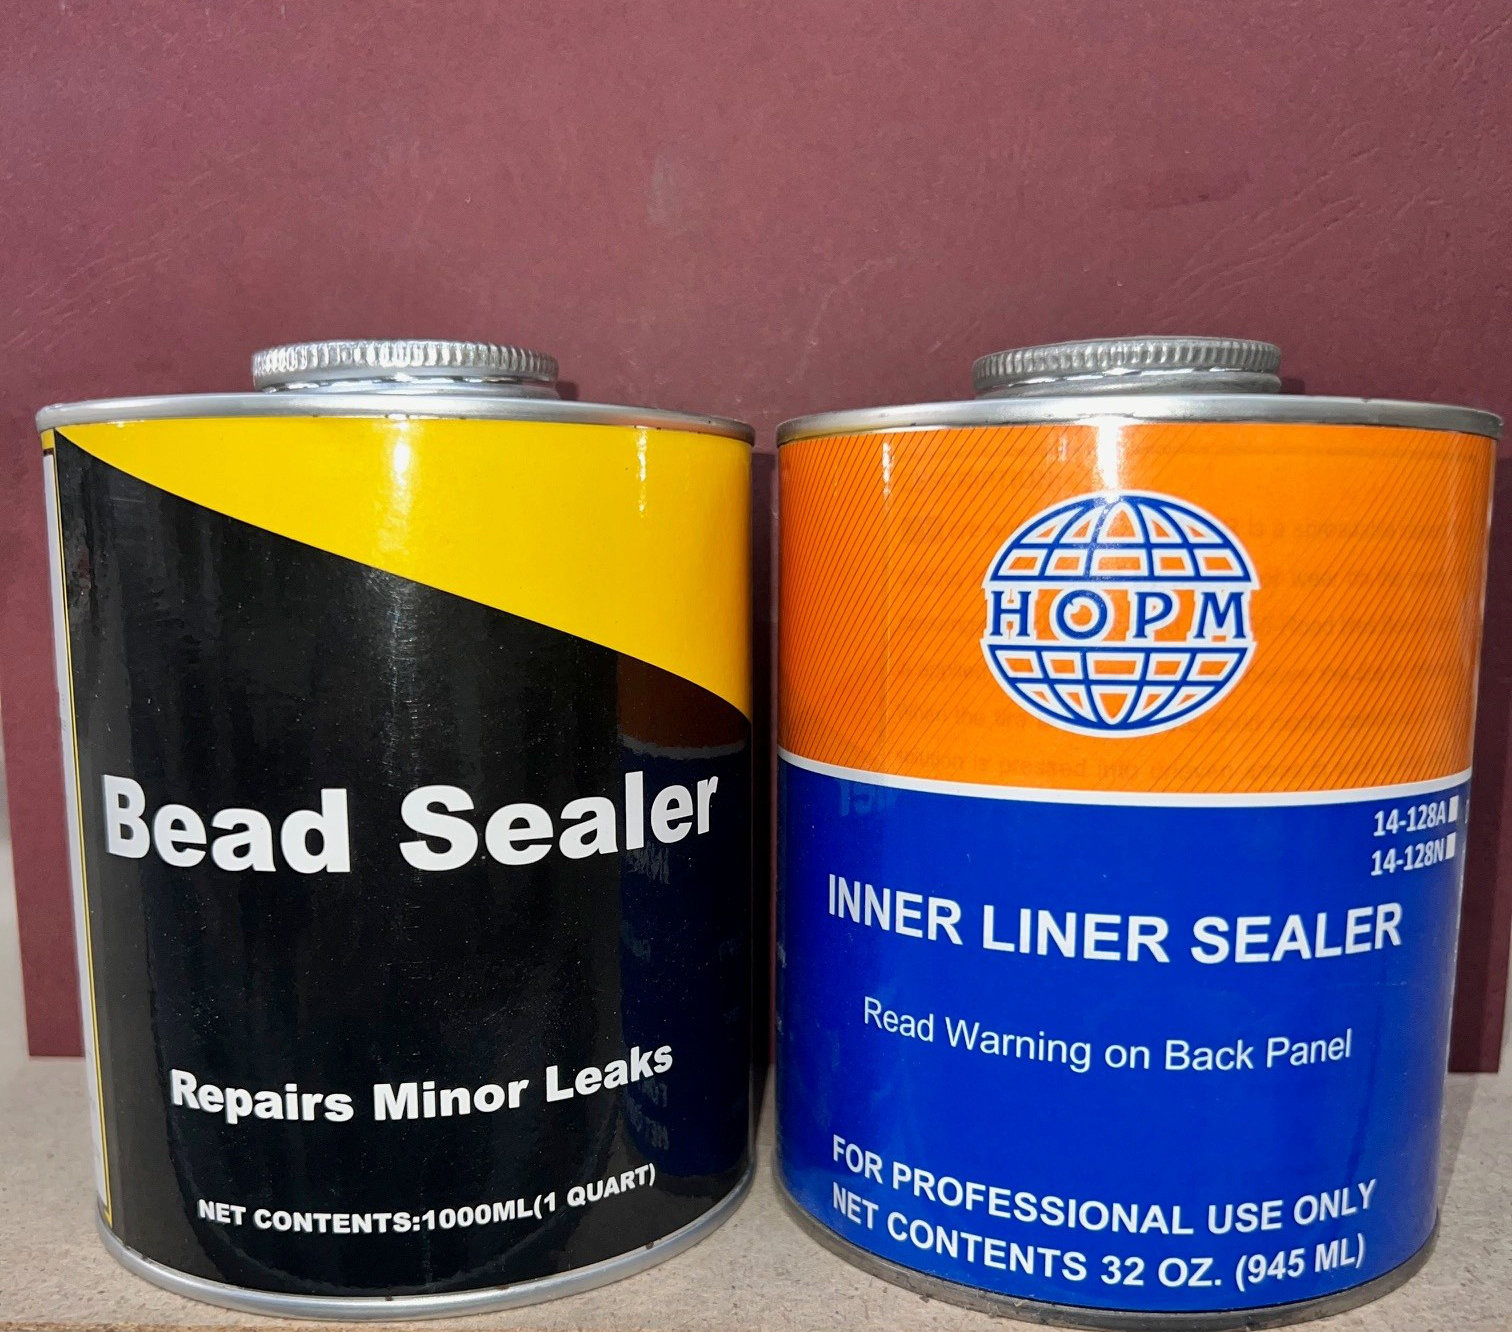 Bead Sealer
Repairs Minor Leaks
NET CONTENTS:1000ML(1 QUART)
HOPM
14-128A
14-128N
INNER LINER SEALER
Read Warning on Back Panel
FOR PROFESSIONAL USE ONLY
NET CONTENTS 32 OZ. (945 ML)